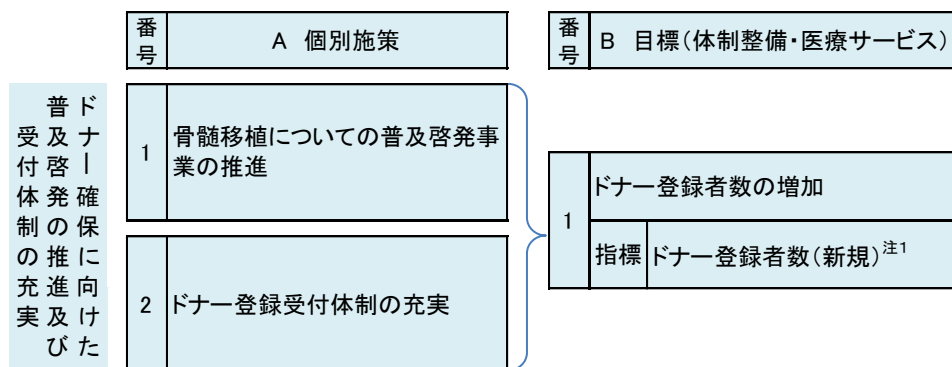 番号
A 個別施策
番号
B 目標(体制整備・医療サービス)
ドナー確保に向けた
普及啓発の推進及び
受付体制の充実
1
骨髄移植についての普及啓発事
業の推進
2
ドナー登録受付体制の充実
1
ドナー登録者数の増加
指標
ドナー登録者数(新規)注1